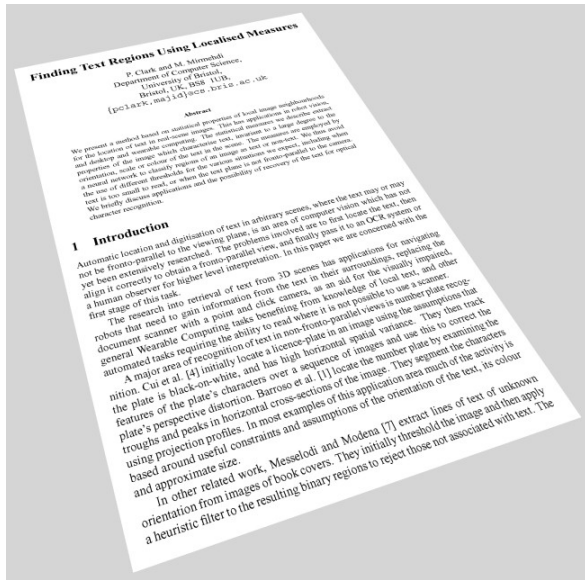 Finding Text Regions Using Localised Measures
P. Clark and M. Mirmehdi
Department of Computer Science,
University of Bristol,
Bristol, UK, BS8 1UB,
{pclark,majid}@cs.bris.ac.uk
Abstract
We present a method based on statistical properties of local image neighbourhoods
for the location of text in real-scene images. This has applications in robot vision,
and desktop and wearable computing. The statistical measures we describe extract
properties of the image which characterise text, invariant to a large degree to the
orientation, scale or colour of the text in the scene. The measures are employed by
a neural network to classify regions of an image as text or non-text. We thus avoid
the use of different thresholds for the various situations we expect, including when
text is too small to read, or when the text plane is not fronto-parallel to the camera.
We briefly discuss applications and the possibility of recovery of the text for optical
character recognition.
1 Introduction
Automatic location and digitisation of text in arbitrary scenes, where the text may or may
not be fronto-parallel to the viewing plane, is an area of computer vision which has not
yet been extensively researched. The problems involved are to first locate the text, then
align it correctly to obtain a fronto-parallel view, and finally pass it to an OCR system or
a human observer for higher level interpretation. In this paper we are concerned with the
first stage of this task.
The research into retrieval of text from 3D scenes has applications for navigating
robots that need to gain information from the text in their surroundings, replacing the
document scanner with a point and click camera, as an aid for the visually impaired,
general Wearable Computing tasks benefiting from knowledge of local text, and other
automated tasks requiring the ability to read where it is not possible to use a scanner.
A major area of recognition of text in non-fronto-parallel views is number plate recog-
nition. Cui et al. [4] initially locate a licence-plate in an image using the assumptions that
the plate is black-on-white, and has high horizontal spatial variance. They then track
features of the plate's characters over a sequence of images and use this to correct the
plate's perspective distortion. Barroso et al. [1] locate the number plate by examining the
troughs and peaks in horizontal cross-sections of the image. They segment the characters
using projection profiles. In most examples of this application area much of the activity is
based around useful constraints and assumptions of the orientation of the text, its colour
and approximate size.
In other related work, Messelodi and Modena [7] extract lines of text of unknown
orientation from images of book covers. They initially threshold the image and then apply
a heuristic filter to the resulting binary regions to reject those not associated with text. The